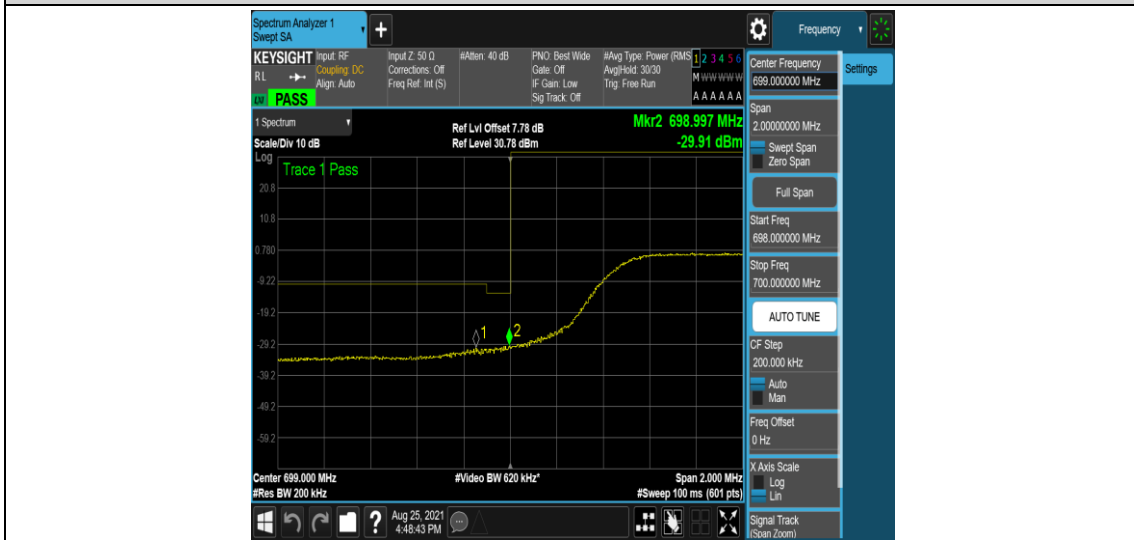 Spectrum Analyzer 1
Swept SA
+
Frequency
KEYSIGHT
RL
LXI PASS
Input: RF
Coupling: DC
Align: Auto
Input Z: 50 Ω
Corrections: Off
Freq Ref: Int (S)
#Atten: 40 dB
PNO: Best Wide
Gate: Off
IF Gain: Low
Sig Track: Off
#Avg Type: Power (RMS
Avg|Hold: 30/30
Trig: Free Run
1 2 3 4 5 6
M W W W W W
A A A A A A
1 Spectrum
Scale/Div 10 dB
Ref Lvl Offset 7.78 dB
Ref Level 30.78 dBm
Mkr2 698.997 MHz
-29.91 dBm
Log
Trace 1 Pass
20.8
10.8
0.780
-9.22
-19.2
-29.2
-39.2
-49.2
-59.2
1
2
Center 699.000 MHz
#Res BW 200 kHz
#Video BW 620 kHz*
Span 2.000 MHz
#Sweep 100 ms (601 pts)
Center Frequency
699.000000 MHz
Settings
Span
2.00000000 MHz
Swept Span
Zero Span
Full Span
Start Freq
698.000000 MHz
Stop Freq
700.000000 MHz
AUTO TUNE
CF Step
200.000 kHz
Auto
Man
Freq Offset
0 Hz
X Axis Scale
Log
Lin
Signal Track
(Span Zoom)
?
Aug 25, 2021
4:48:43 PM